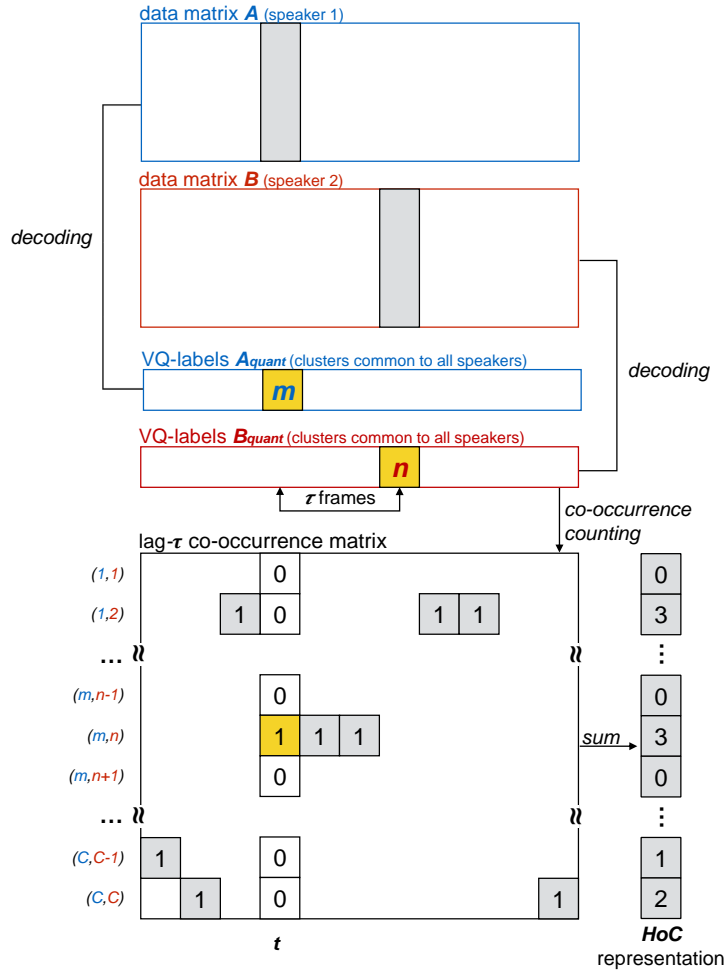 data matrix A (speaker 1)
data matrix B (speaker 2)
decoding
VQ-labels Aquant (clusters common to all speakers)
m
decoding
VQ-labels Bquant (clusters common to all speakers)
n
τ frames
co-occurrence
counting
lag-τ co-occurrence matrix
(1,1) 0 0
(1,2) 1 0 1 1 3
... ≈ ≈ ⋮
(m,n-1) 0 0
(m,n) 1 1 1 sum 3
(m,n+1) 0 0
... ≈ ≈ ⋮
(C,C-1) 1 0 1
(C,C) 1 0 1 2
t HoC
representation